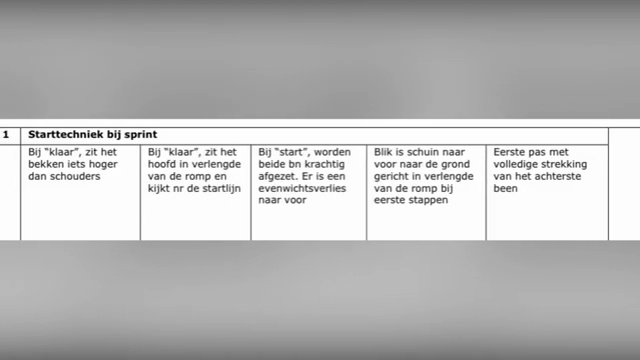 1 Starttechniek bij sprint
Bij “klaar”, zit het
bekken iets hoger
dan schouders
Bij “klaar”, zit het
hoofd in verlengde
van de romp en
kijkt nr de startlijn
Bij “start”, worden
beide bn krachtig
afgezet. Er is een
evenwichtsverlies
naar voor
Blik is schuin naar
voor naar de grond
gericht in verlengde
van de romp bij
eerste stappen
Eerste pas met
volledige strekking
van het achterste
been